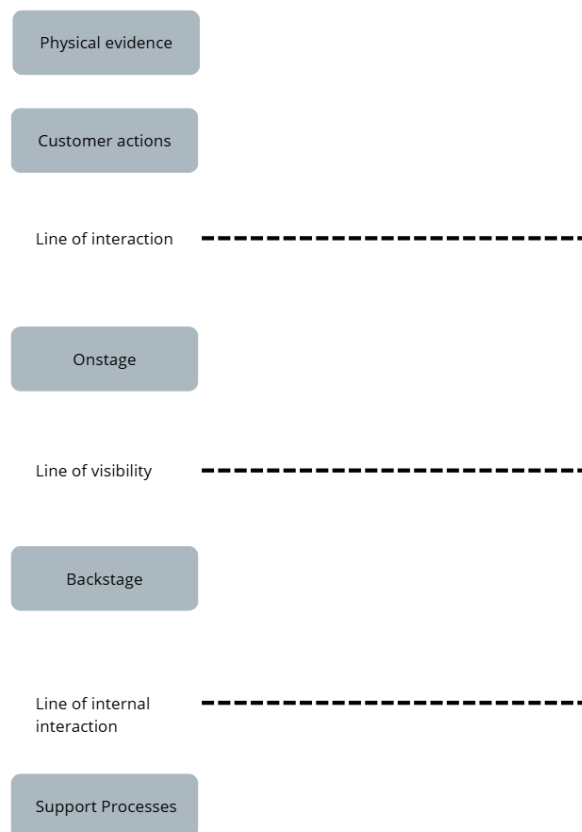 Physical evidence
Customer actions
Line of interaction
Onstage
Line of visibility
Backstage
Line of internal
interaction
Support Processes